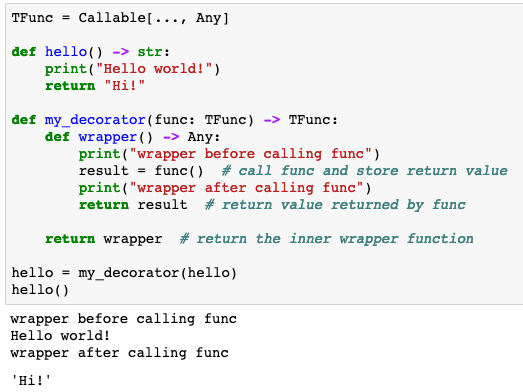 TFunc = Callable[..., Any]
def hello() -> str:
    print("Hello world!")
    return "Hi!"
def my_decorator(func: TFunc) -> TFunc:
    def wrapper() -> Any:
        print("wrapper before calling func")
        result = func()  # call func and store return value
        print("wrapper after calling func")
        return result  # return value returned by func
    return wrapper  # return the inner wrapper function
hello = my_decorator(hello)
hello()
wrapper before calling func
Hello world!
wrapper after calling func
'Hi!'